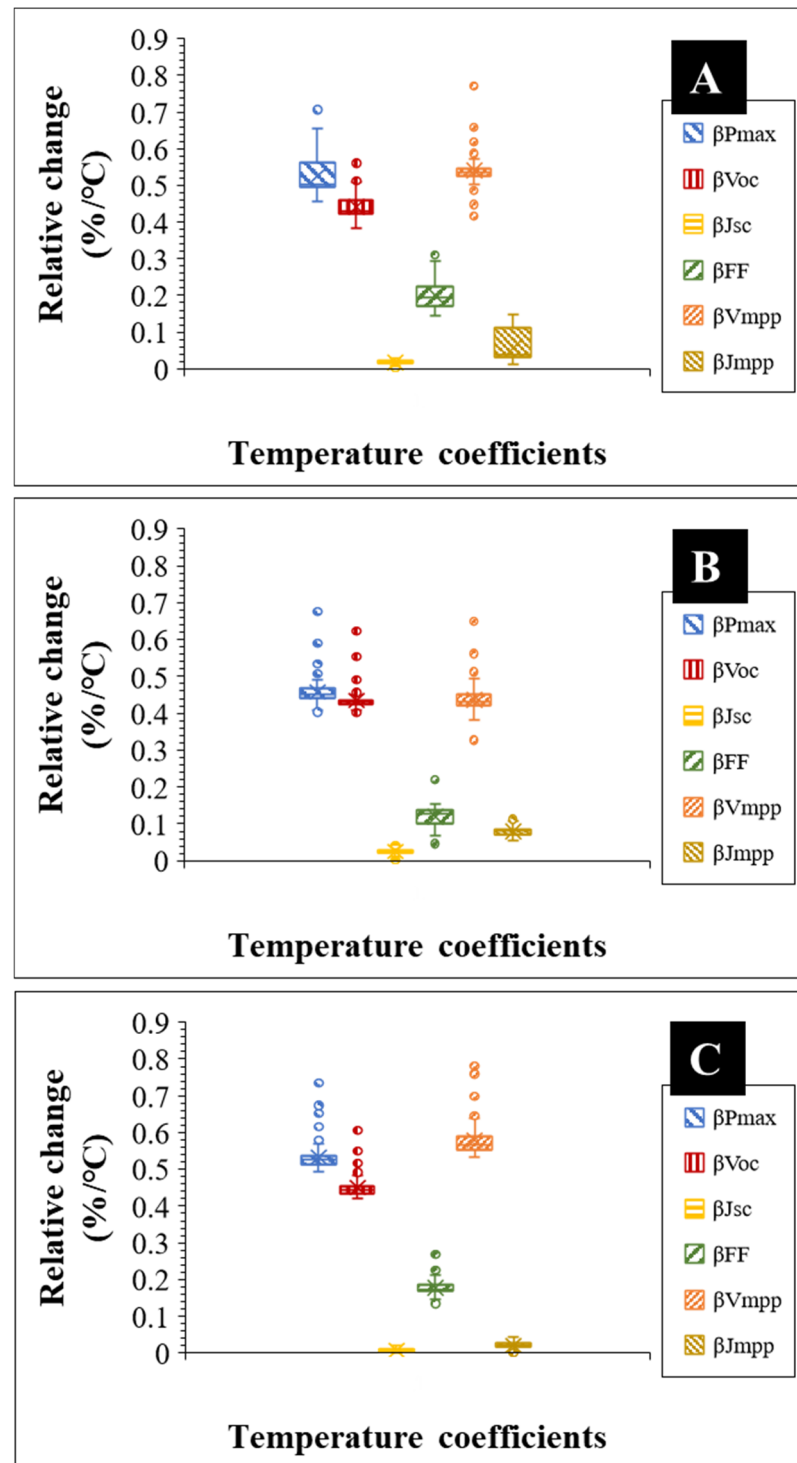 A
Relative change
(%/°C)
0.9
0.8
0.7
0.6
0.5
0.4
0.3
0.2
0.1
0
βPmax
βVoc
βJsc
βFF
βVmpp
βJmpp
Temperature coefficients
B
Relative change
(%/°C)
0.9
0.8
0.7
0.6
0.5
0.4
0.3
0.2
0.1
0
βPmax
βVoc
βJsc
βFF
βVmpp
βJmpp
Temperature coefficients
C
Relative change
(%/°C)
0.9
0.8
0.7
0.6
0.5
0.4
0.3
0.2
0.1
0
βPmax
βVoc
βJsc
βFF
βVmpp
βJmpp
Temperature coefficients